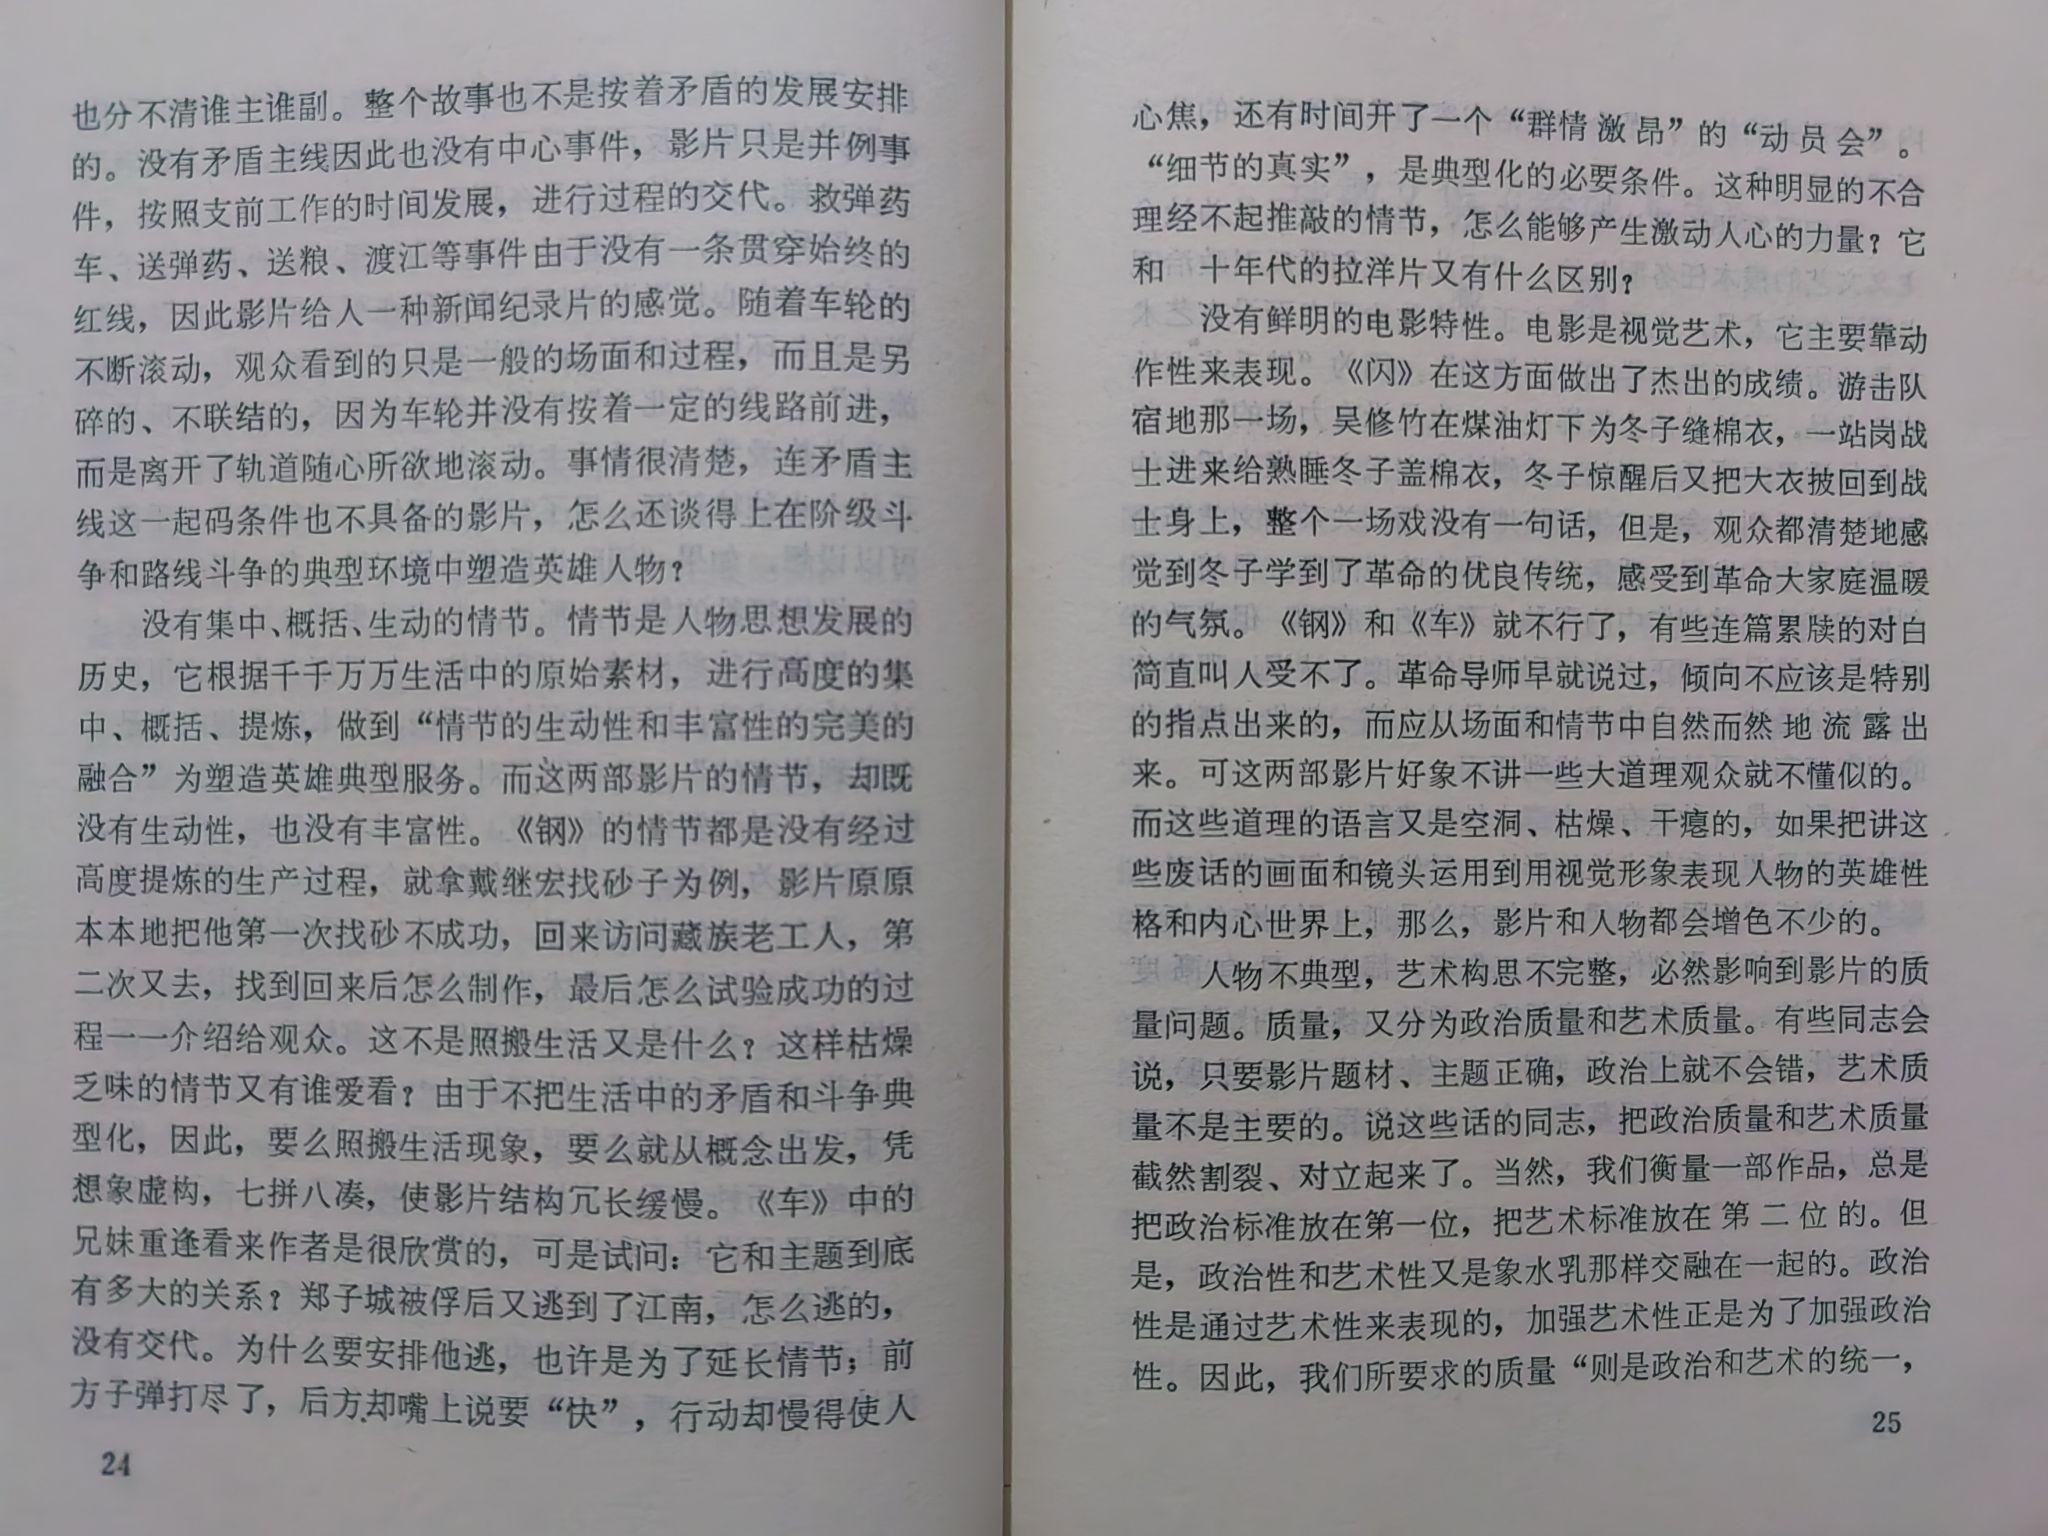 也分不清谁主谁副。整个故事也不是按着矛盾的发展安排
的。没有矛盾主线因此也没有中心事件，影片只是并例事
件，按照支前工作的时间发展，进行过程的交代。救弹药
车、送弹药、送粮、渡江等事件由于没有一条贯穿始终的
红线，因此影片给人一种新闻纪录片的感觉。随着车轮的
不断滚动，观众看到的只是一般的场面和过程，而且是另
碎的、不联结的，因为车轮并没有按着一定的线路前进，
而是离开了轨道随心所欲地滚动。事情很清楚，连矛盾主
线这一起码条件也不具备的影片，怎么还谈得上在阶级斗
争和路线斗争的典型环境中塑造英雄人物？
没有集中、概括、生动的情节。情节是人物思想发展的
历史，它根据千千万万生活中的原始素材，进行高度的集
中、概括、提炼，做到“情节的生动性和丰富性的完美的
融合”为塑造英雄典型服务。而这两部影片的情节，却既
没有生动性，也没有丰富性。《钢》的情节都是没有经过
高度提炼的生产过程，就拿戴继宏找砂子为例，影片原原
本本地把他第一次找砂不成功，回来访问藏族老工人，第
二次又去，找到回来后怎么制作，最后怎么试验成功的过
程一一介绍给观众。这不是照搬生活又是什么？这样枯燥
乏味的情节又有谁爱看？由于不把生活中的矛盾和斗争典
型化，因此，要么照搬生活现象，要么就从概念出发，凭
想象虚构，七拼八凑，使影片结构冗长缓慢。《车》中的
兄妹重逢看来作者是很欣赏的，可是试问：它和主题到底
有多大的关系？郑子城被俘后又逃到了江南，怎么逃的，
没有交代。为什么要安排他逃，也许是为了延长情节；前
方子弹打尽了，后方却嘴上说要“快”，行动却慢得使人
24
心焦，还有时间开了一个“群情激昂”的“动员会”。
“细节的真实”，是典型化的必要条件。这种明显的不合
理经不起推敲的情节，怎么能够产生激动人心的力量？它
和 十年代的拉洋片又有什么区别？
没有鲜明的电影特性。电影是视觉艺术，它主要靠动
作性来表现。《闪》在这方面做出了杰出的成绩。游击队
宿地那一场，吴修竹在煤油灯下为冬子缝棉衣，一站岗战
士进来给熟睡冬子盖棉衣，冬子惊醒后又把大衣披回到战
士身上，整个一场戏没有一句话，但是，观众都清楚地感
觉到冬子学到了革命的优良传统，感受到革命大家庭温暖
的气氛。《钢》和《车》就不行了，有些连篇累牍的对白
简直叫人受不了。革命导师早就说过，倾向不应该是特别
的指点出来的，而应从场面和情节中自然而然地流露出
来。可这两部影片好象不讲一些大道理观众就不懂似的。
而这些道理的语言又是空洞、枯燥、干瘪的，如果把讲这
些废话的画面和镜头运用到用视觉形象表现人物的英雄性
格和内心世界上，那么，影片和人物都会增色不少的。
人物不典型，艺术构思不完整，必然影响到影片的质
量问题。质量，又分为政治质量和艺术质量。有些同志会
说，只要影片题材、主题正确，政治上就不会错，艺术质
量不是主要的。说这些话的同志，把政治质量和艺术质量
截然割裂、对立起来了。当然，我们衡量一部作品，总是
把政治标准放在第一位，把艺术标准放在第二位的。但
是，政治性和艺术性又是象水乳那样交融在一起的。政治
性是通过艺术性来表现的，加强艺术性正是为了加强政治
性。因此，我们所要求的质量“则是政治和艺术的统一，
25